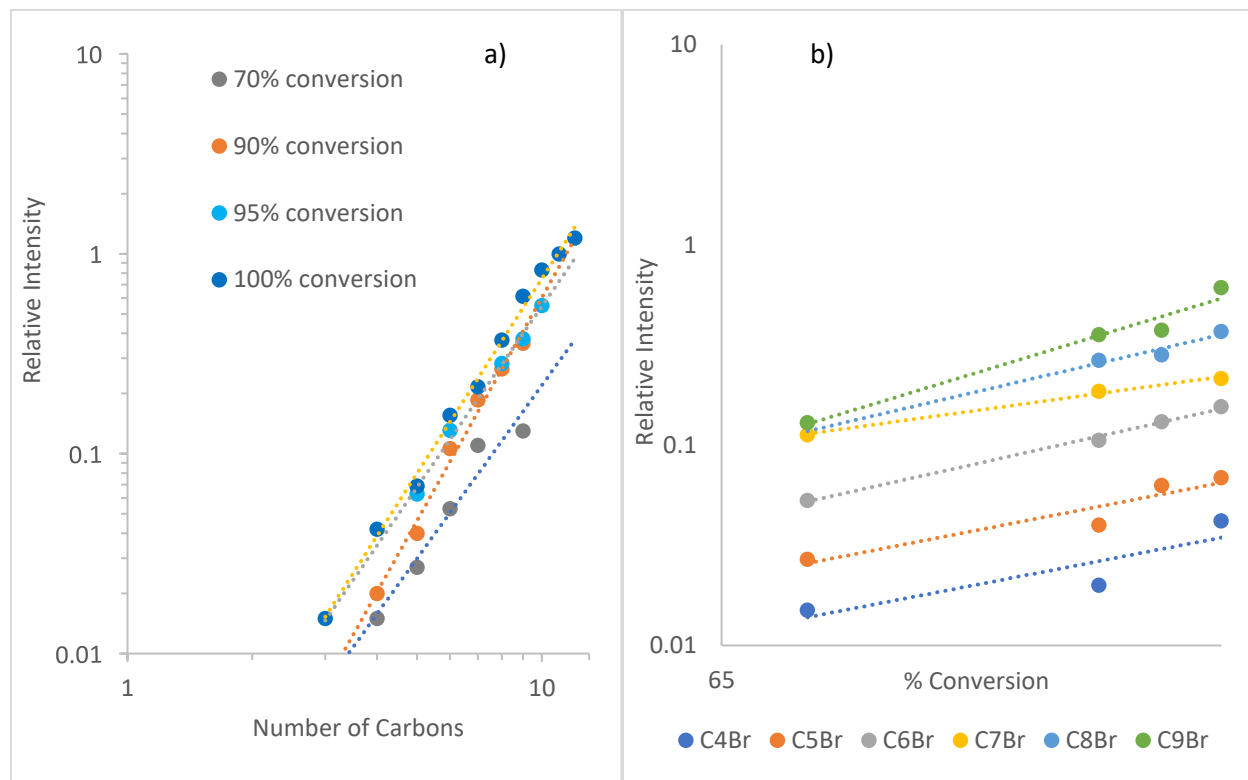 a)
10
1
0.1
0.01
Relative Intensity
70% conversion
90% conversion
95% conversion
100% conversion
1
10
Number of Carbons
b)
10
1
0.1
0.01
Relative Intensity
65
% Conversion
C4Br C5Br C6Br C7Br C8Br C9Br